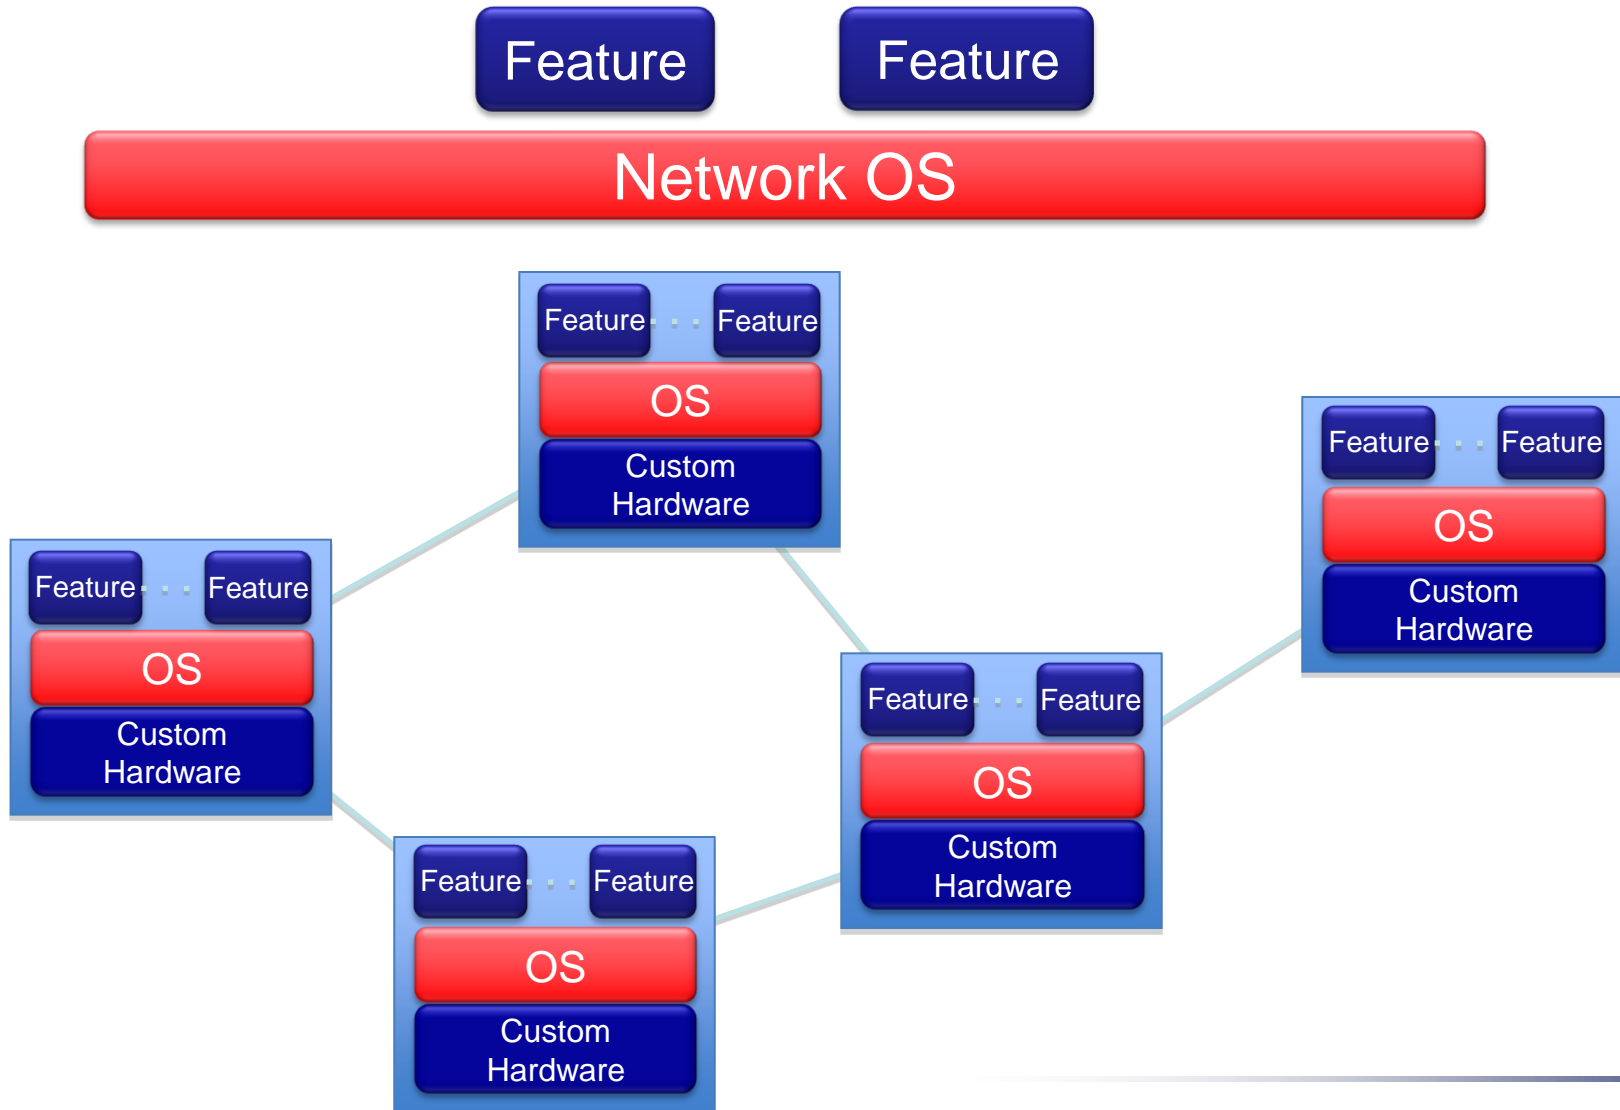 Feature Feature
Network OS
Feature . . . Feature
OS
Custom
Hardware
Feature . . . Feature
OS
Custom
Hardware
Feature . . . Feature
OS
Custom
Hardware
Feature . . . Feature
OS
Custom
Hardware
Feature . . . Feature
OS
Custom
Hardware